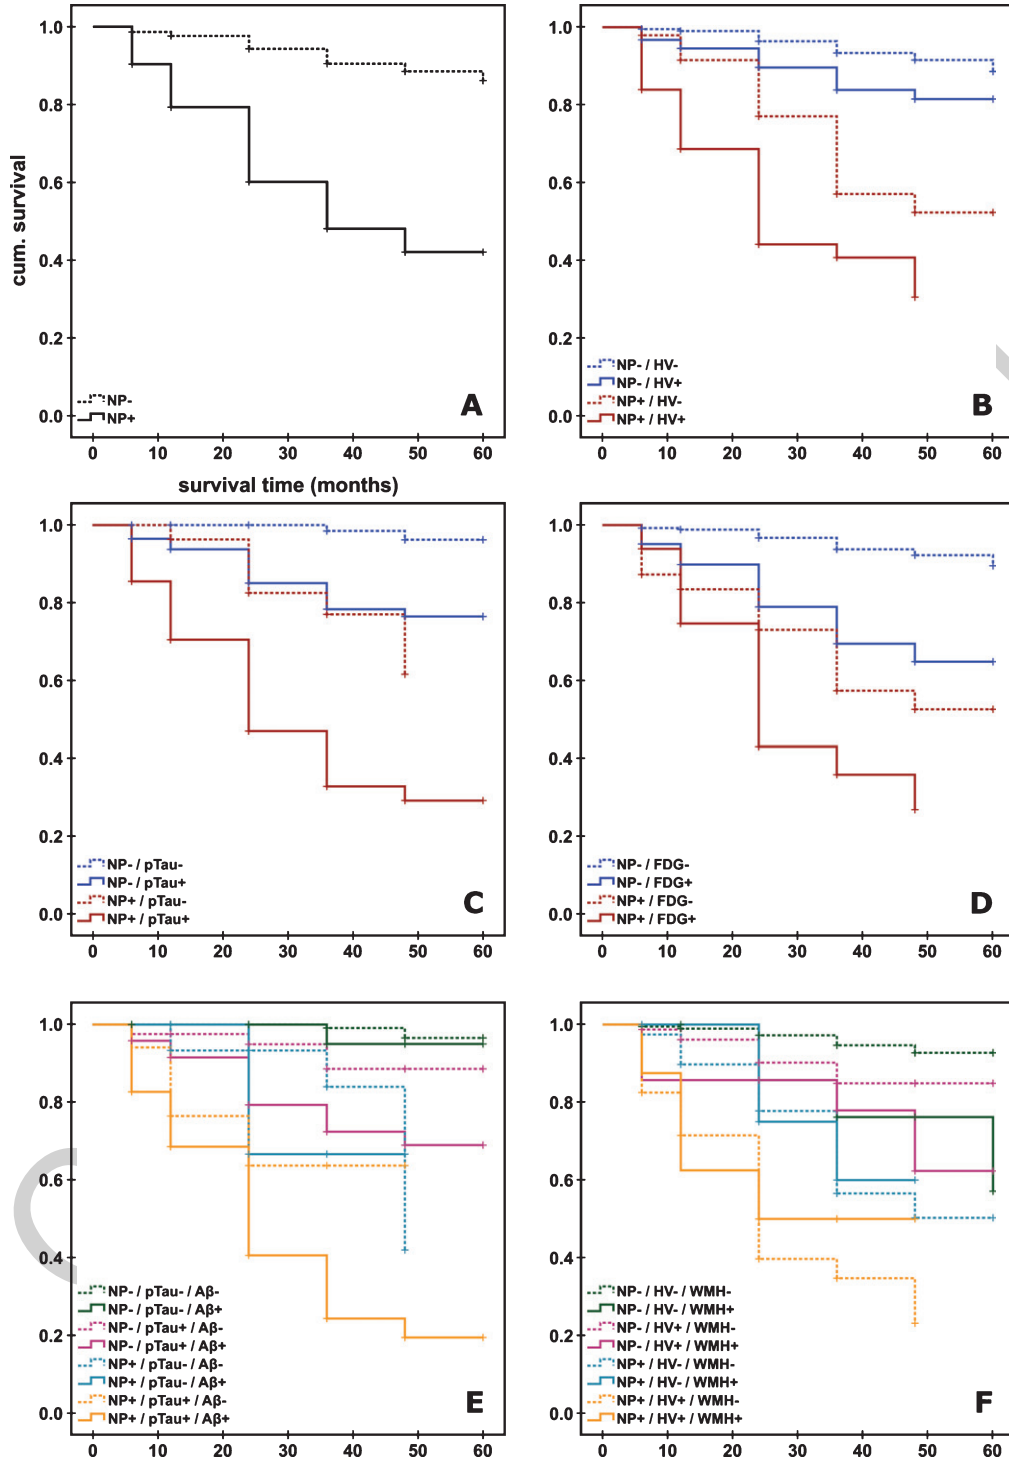 cum. survival
1.0
0.8
0.6
0.4
0.2
0.0
NP-
NP+
A
0 10 20 30 40 50 60
survival time (months)
1.0
0.8
0.6
0.4
0.2
0.0
NP- / HV-
NP- / HV+
NP+ / HV-
NP+ / HV+
B
0 10 20 30 40 50 60
1.0
0.8
0.6
0.4
0.2
0.0
NP- / pTau-
NP- / pTau+
NP+ / pTau-
NP+ / pTau+
C
0 10 20 30 40 50 60
1.0
0.8
0.6
0.4
0.2
0.0
NP- / FDG-
NP- / FDG+
NP+ / FDG-
NP+ / FDG+
D
0 10 20 30 40 50 60
1.0
0.8
0.6
0.4
0.2
0.0
NP- / pTau- / Aβ-
NP- / pTau- / Aβ+
NP- / pTau+ / Aβ-
NP- / pTau+ / Aβ+
NP+ / pTau- / Aβ-
NP+ / pTau- / Aβ+
NP+ / pTau+ / Aβ-
NP+ / pTau+ / Aβ+
E
0 10 20 30 40 50 60
1.0
0.8
0.6
0.4
0.2
0.0
NP- / HV- / WMH-
NP- / HV- / WMH+
NP- / HV+ / WMH-
NP- / HV+ / WMH+
NP+ / HV- / WMH-
NP+ / HV- / WMH+
NP+ / HV+ / WMH-
NP+ / HV+ / WMH+
F
0 10 20 30 40 50 60